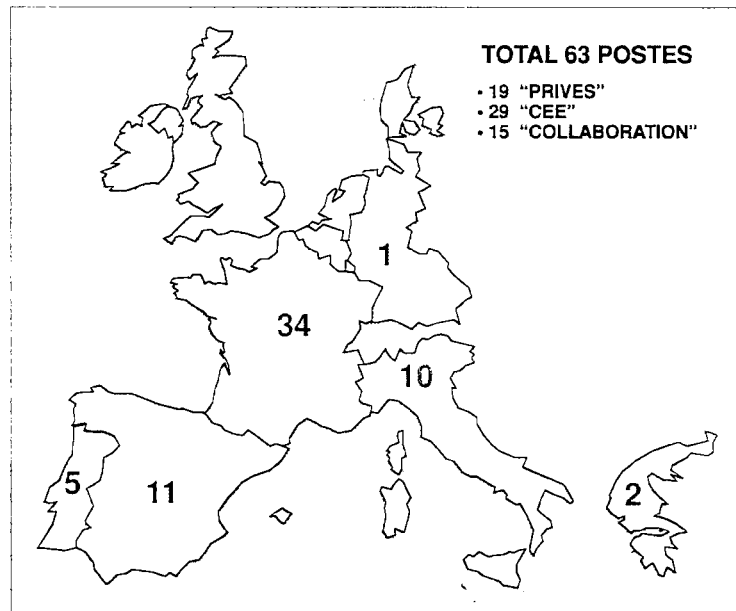 TOTAL 63 POSTES
• 19 "PRIVES"
• 29 "CEE"
• 15 "COLLABORATION"
1
34
10
5
11
2